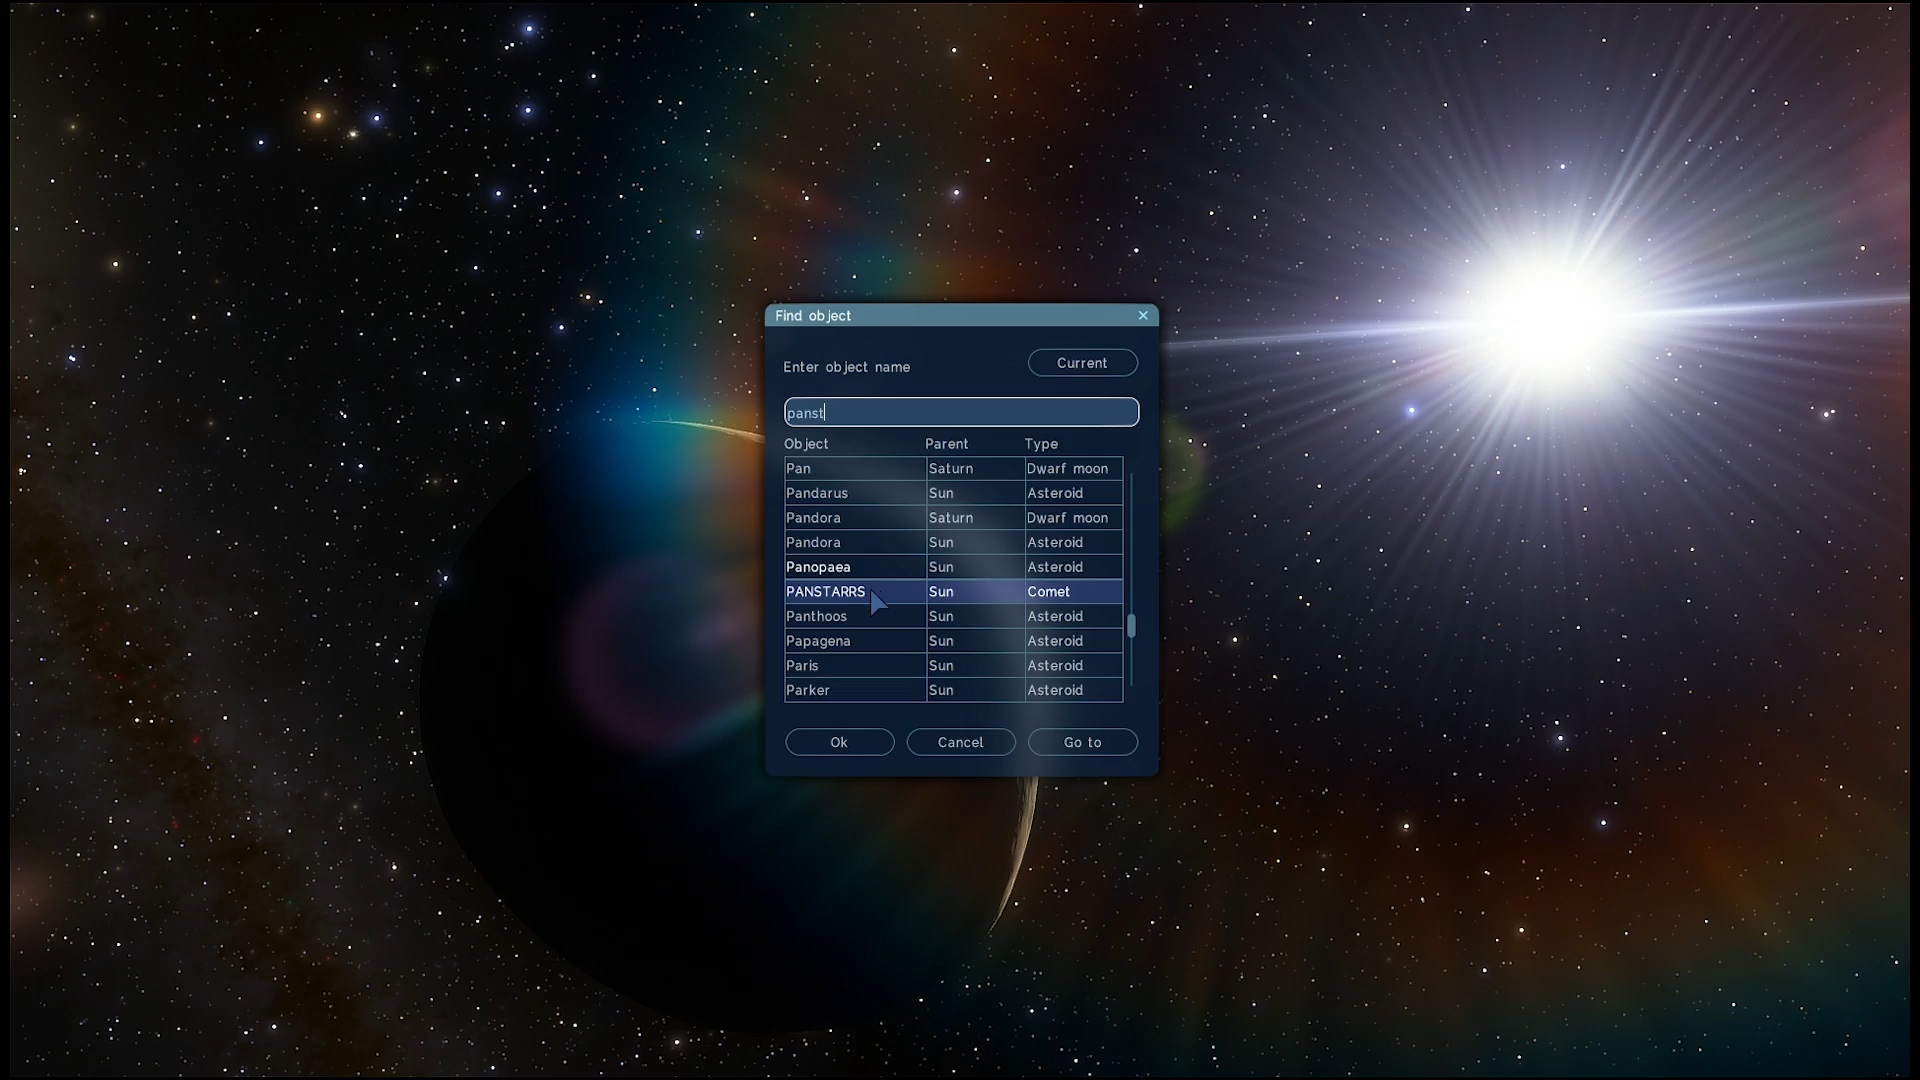 Find object
Enter object name
Current
panst
Object Parent Type
Pan Saturn Dwarf moon
Pandarus Sun Asteroid
Pandora Saturn Dwarf moon
Pandora Sun Asteroid
Panopaea Sun Asteroid
PANSTARRS Sun Comet
Panthoos Sun Asteroid
Papagena Sun Asteroid
Paris Sun Asteroid
Parker Sun Asteroid
Ok Cancel Go to